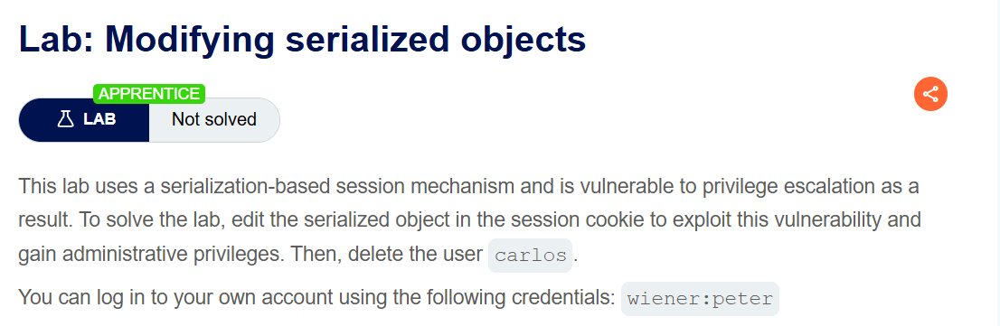 Lab: Modifying serialized objects
APPRENTICE
LAB Not solved
This lab uses a serialization-based session mechanism and is vulnerable to privilege escalation as a
result. To solve the lab, edit the serialized object in the session cookie to exploit this vulnerability and
gain administrative privileges. Then, delete the user carlos.
You can log in to your own account using the following credentials: wiener:peter